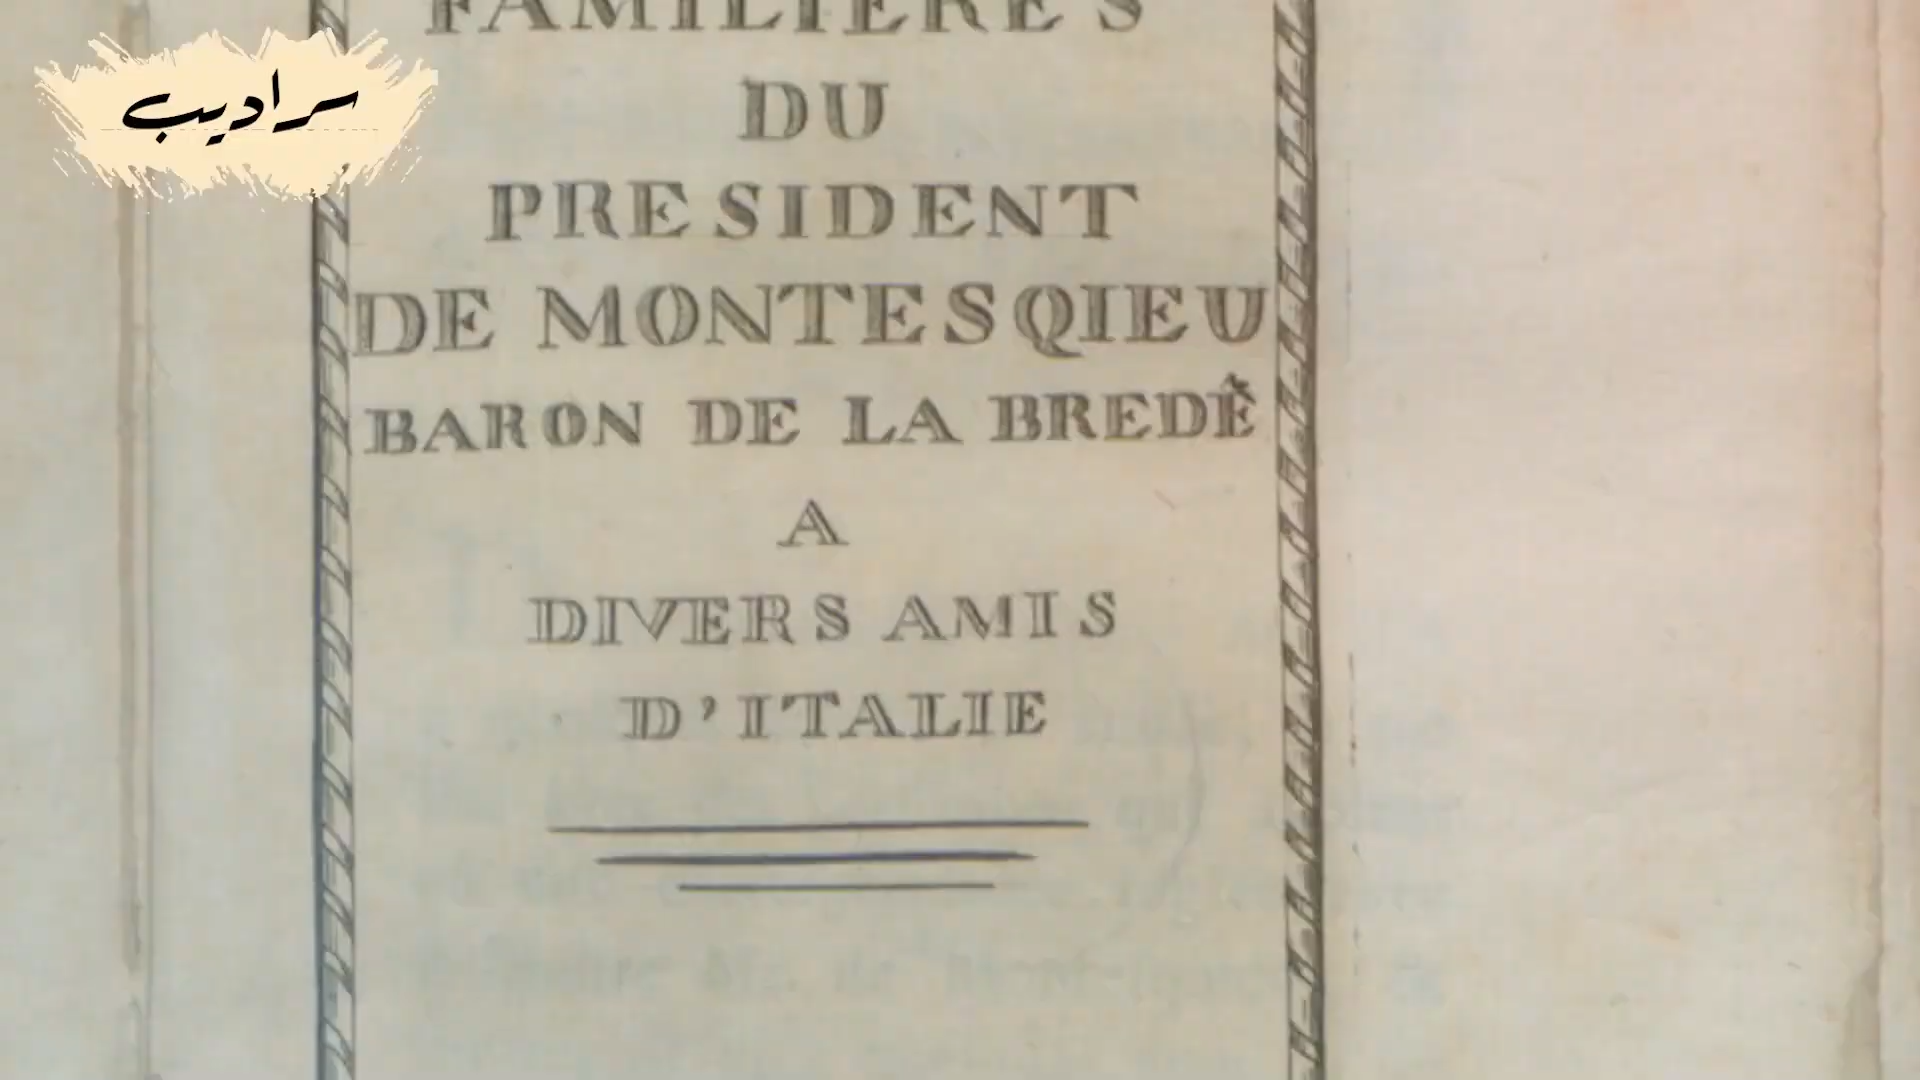 سراديب
FAMILIERES
DU
PRESIDENT
DE MONTESQIEU
BARON DE LA BREDÊ
A
DIVERS AMIS
D'ITALIE